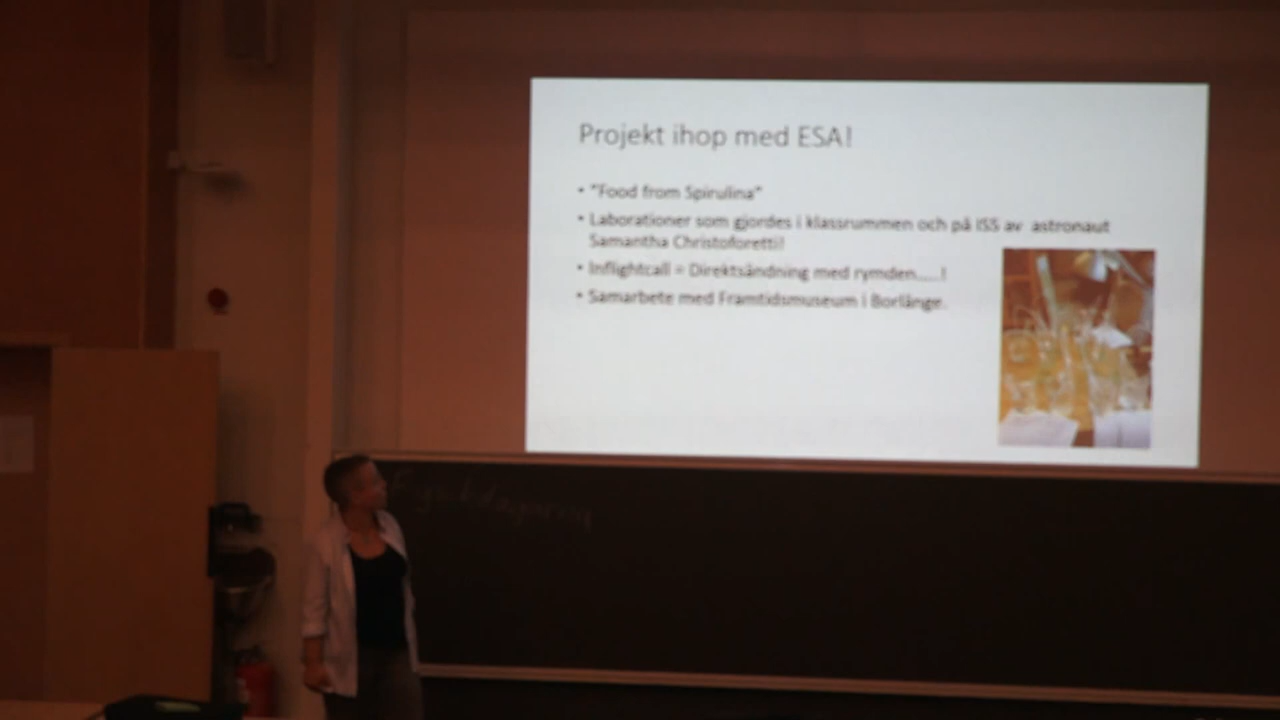 Projekt ihop med ESA!
• "Food from Spirulina"
• Laborationer som gjordes i klassrummen och på ISS av astronaut
Samantha Christoforetti!
• Inflightcall = Direktsändning med rymden.....!
• Samarbete med Framtidsmuseum i Borlänge.